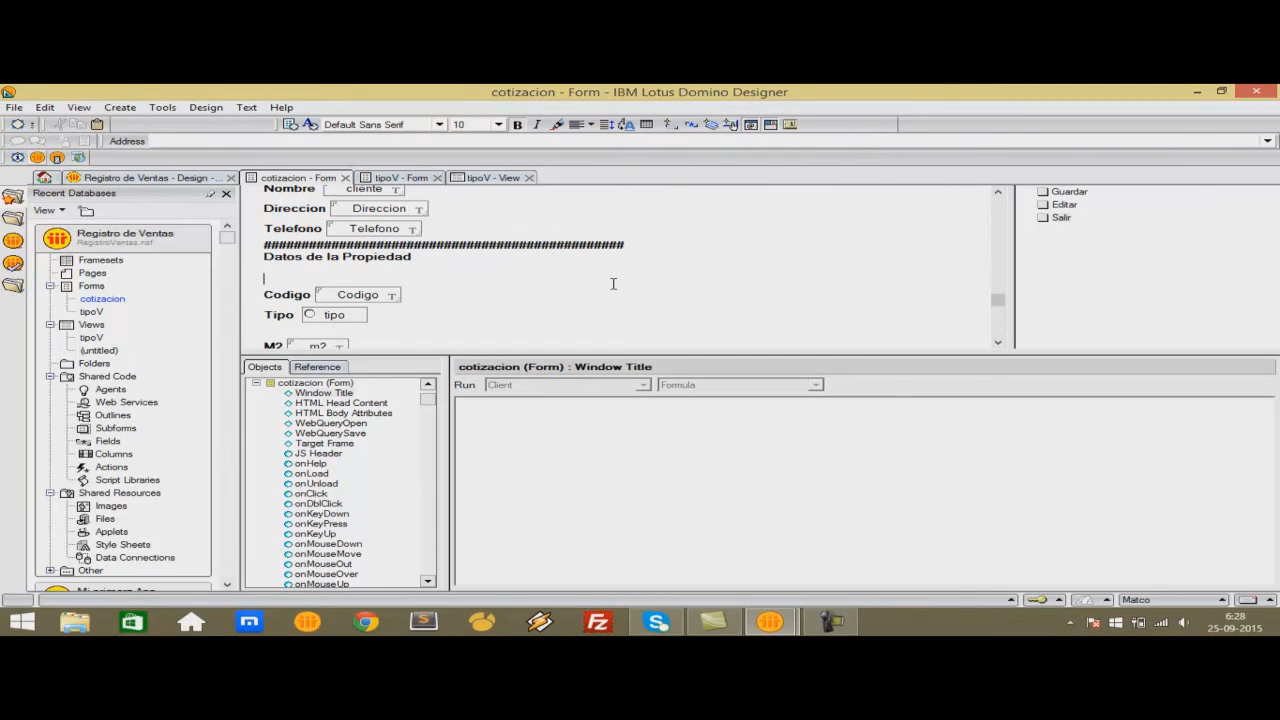 cotizacion - Form - IBM Lotus Domino Designer
File Edit View Create Tools Design Text Help
Default Sans Serif 10 B I
Address
Registro de Ventas - Design - ... cotizacion - Form tipoV - Form tipoV - View
Recent Databases
View
Registro de Ventas
RegistroVentas.nsf
Framesets
Pages
Forms
cotizacion
tipoV
Views
tipoV
(untitled)
Folders
Shared Code
Agents
Web Services
Outlines
Subforms
Fields
Columns
Actions
Script Libraries
Shared Resources
Images
Files
Applets
Style Sheets
Data Connections
Other
Mi primera App
Nombre cliente T
Direccion Direccion T
Telefono Telefono T
Datos de la Propiedad
Codigo Codigo T
Tipo tipo
M2 m2 T
Guardar
Editar
Salir
Objects Reference
cotizacion (Form)
Window Title
HTML Head Content
HTML Body Attributes
WebQueryOpen
WebQuerySave
Target Frame
JS Header
onHelp
onLoad
onUnload
onClick
onDblClick
onKeyDown
onKeyPress
onKeyUp
onMouseDown
onMouseMove
onMouseOut
onMouseOver
onMouseUp
cotizacion (Form) : Window Title
Run Client Formula
Matco
6:28
25-09-2015